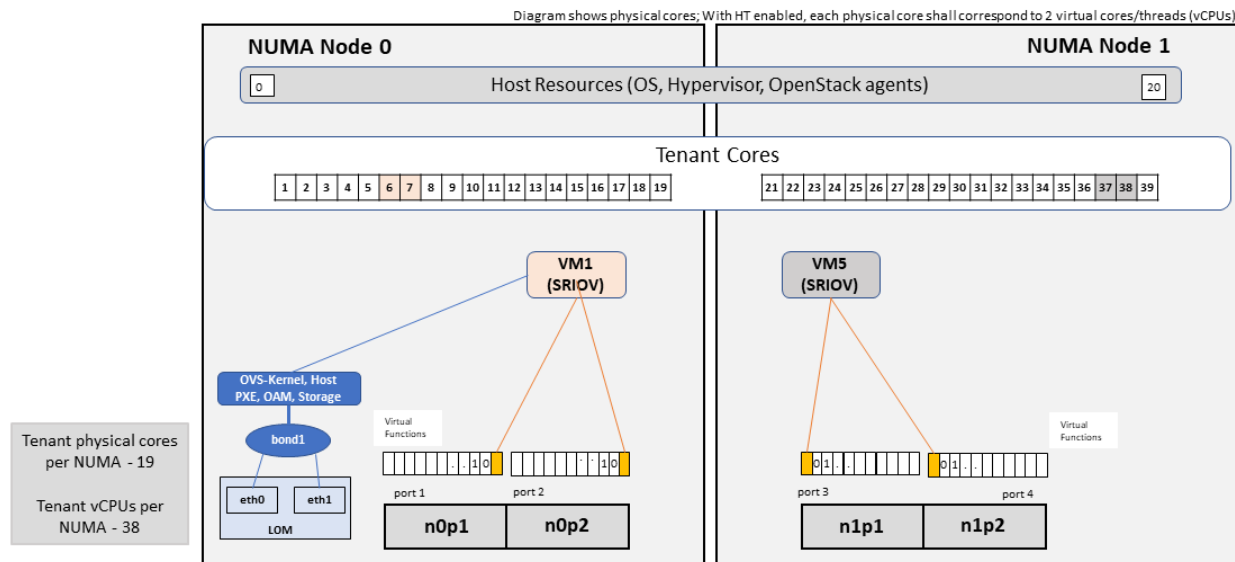 Diagram shows physical cores; With HT enabled, each physical core shall correspond to 2 virtual cores/threads (vCPUs)
NUMA Node 0
NUMA Node 1
0
Host Resources (OS, Hypervisor, OpenStack agents)
20
Tenant Cores
1 2 3 4 5 6 7 8 9 10 11 12 13 14 15 16 17 18 19
21 22 23 24 25 26 27 28 29 30 31 32 33 34 35 36 37 38 39
VM1
(SRIOV)
VM5
(SRIOV)
OVS-Kernel, Host
PXE, OAM, Storage
bond1
eth0
eth1
LOM
Virtual
Functions
. . 1 0
. . 1 0
0 1 . .
0 1 . .
Virtual
Functions
port 1
port 2
port 3
port 4
n0p1
n0p2
n1p1
n1p2
Tenant physical cores
per NUMA - 19
Tenant vCPUs per
NUMA - 38